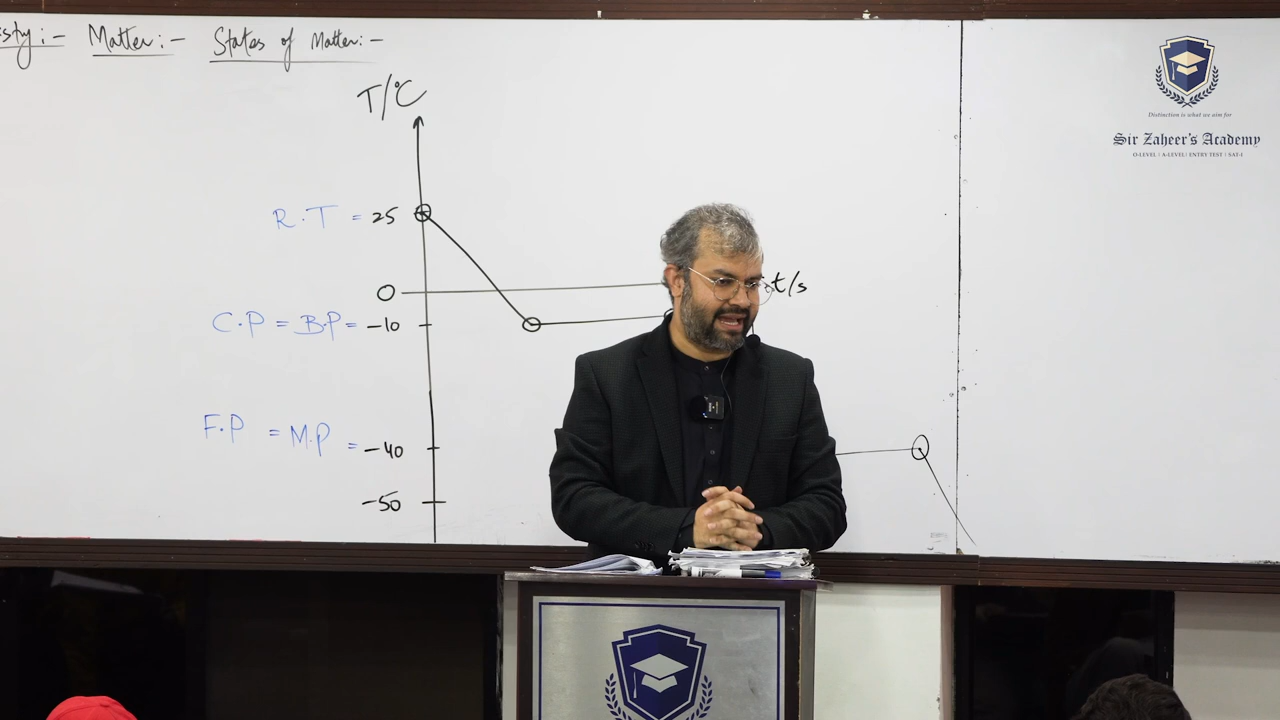 sty:- Matter:- States of Matter:-
T/°C
R.T = 25
0
t/s
C.P = B.P = -10
F.P = M.P = -40
-50
Distinction is what we aim for
Sir Zaheer's Academy
O-LEVEL | A-LEVEL | ENTRY TEST | SAT-I